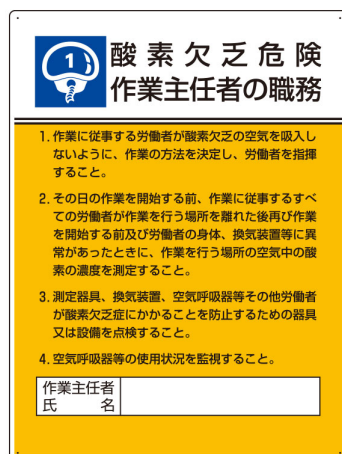 1
酸素欠乏危険
作業主任者の職務
1. 作業に従事する労働者が酸素欠乏の空気を吸入し
ないように、作業の方法を決定し、労働者を指揮
すること。
2. その日の作業を開始する前、作業に従事するすべ
ての労働者が作業を行う場所を離れた後再び作業
を開始する前及び労働者の身体、換気装置等に異
常があったときに、作業を行う場所の空気中の酸
素の濃度を測定すること。
3. 測定器具、換気装置、空気呼吸器等その他労働者
が酸素欠乏症にかかることを防止するための器具
又は設備を点検すること。
4. 空気呼吸器等の使用状況を監視すること。
作業主任者
氏名